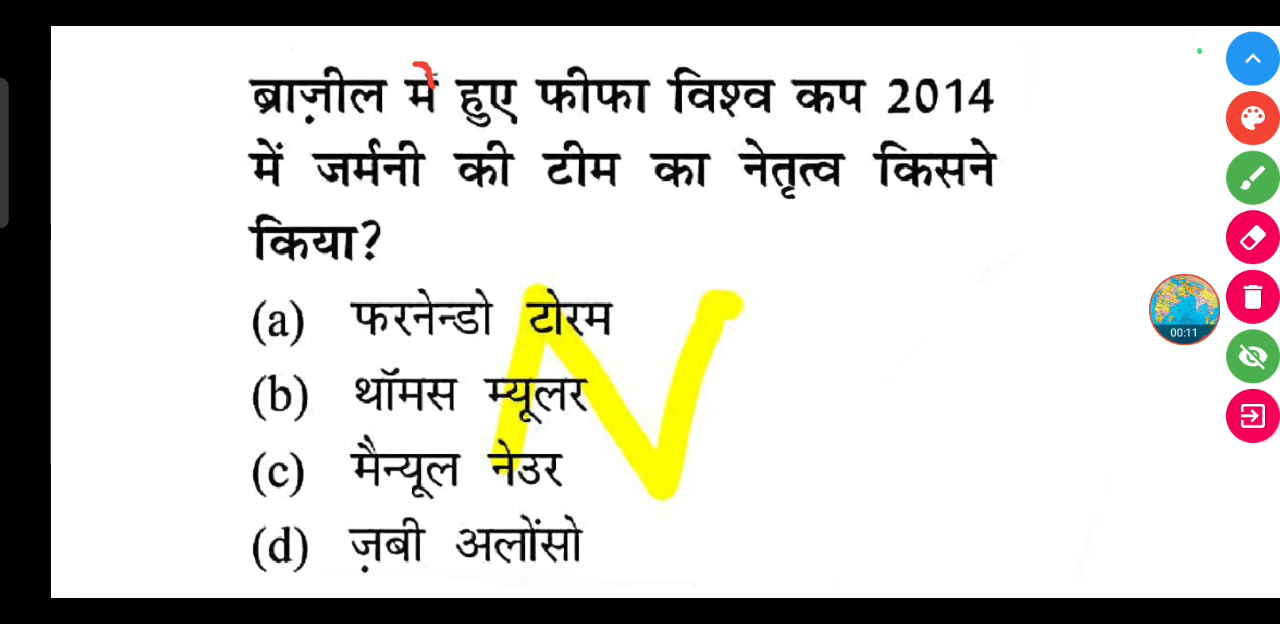 ब्राज़ील में हुए फीफा विश्व कप 2014
में जर्मनी की टीम का नेतृत्व किसने
किया?
(a) फरनेन्डो टोरम
(b) थॉमस म्यूलर
(c) मैन्यूल नेउर
(d) ज़बी अलोंसो
00:11